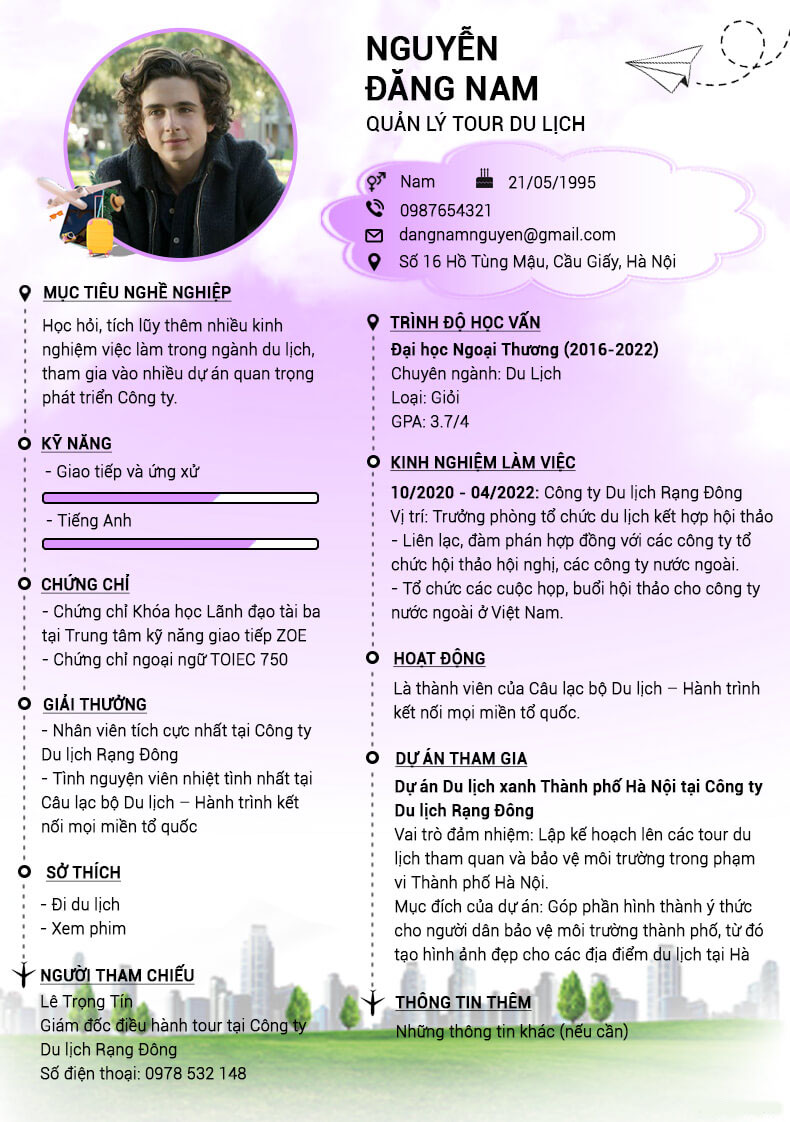 NGUYỄN
ĐĂNG NAM
QUẢN LÝ TOUR DU LỊCH
Nam 21/05/1995
0987654321
dangnamnguyen@gmail.com
Số 16 Hồ Tùng Mậu, Cầu Giấy, Hà Nội
MỤC TIÊU NGHỀ NGHIỆP
Học hỏi, tích lũy thêm nhiều kinh
nghiệm việc làm trong ngành du lịch,
tham gia vào nhiều dự án quan trọng
phát triển Công ty.
KỸ NĂNG
- Giao tiếp và ứng xử
- Tiếng Anh
CHỨNG CHỈ
- Chứng chỉ Khóa học Lãnh đạo tài ba
tại Trung tâm kỹ năng giao tiếp ZOE
- Chứng chỉ ngoại ngữ TOIEC 750
GIẢI THƯỞNG
- Nhân viên tích cực nhất tại Công ty
Du lịch Rạng Đông
- Tình nguyện viên nhiệt tình nhất tại
Câu lạc bộ Du lịch – Hành trình kết
nối mọi miền tổ quốc
SỞ THÍCH
- Đi du lịch
- Xem phim
NGƯỜI THAM CHIẾU
Lê Trọng Tín
Giám đốc điều hành tour tại Công ty
Du lịch Rạng Đông
Số điện thoại: 0978 532 148
TRÌNH ĐỘ HỌC VẤN
Đại học Ngoại Thương (2016-2022)
Chuyên ngành: Du Lịch
Loại: Giỏi
GPA: 3.7/4
KINH NGHIỆM LÀM VIỆC
10/2020 - 04/2022: Công ty Du lịch Rạng Đông
Vị trí: Trưởng phòng tổ chức du lịch kết hợp hội thảo
- Liên lạc, đàm phán hợp đồng với các công ty tổ
chức hội thảo hội nghị, các công ty nước ngoài.
- Tổ chức các cuộc họp, buổi hội thảo cho công ty
nước ngoài ở Việt Nam.
HOẠT ĐỘNG
Là thành viên của Câu lạc bộ Du lịch – Hành trình
kết nối mọi miền tổ quốc.
DỰ ÁN THAM GIA
Dự án Du lịch xanh Thành phố Hà Nội tại Công ty
Du lịch Rạng Đông
Vai trò đảm nhiệm: Lập kế hoạch lên các tour du
lịch tham quan và bảo vệ môi trường trong phạm
vi Thành phố Hà Nội.
Mục đích của dự án: Góp phần hình thành ý thức
cho người dân bảo vệ môi trường thành phố, từ đó
tạo hình ảnh đẹp cho các địa điểm du lịch tại Hà
THÔNG TIN THÊM
Những thông tin khác (nếu cần)